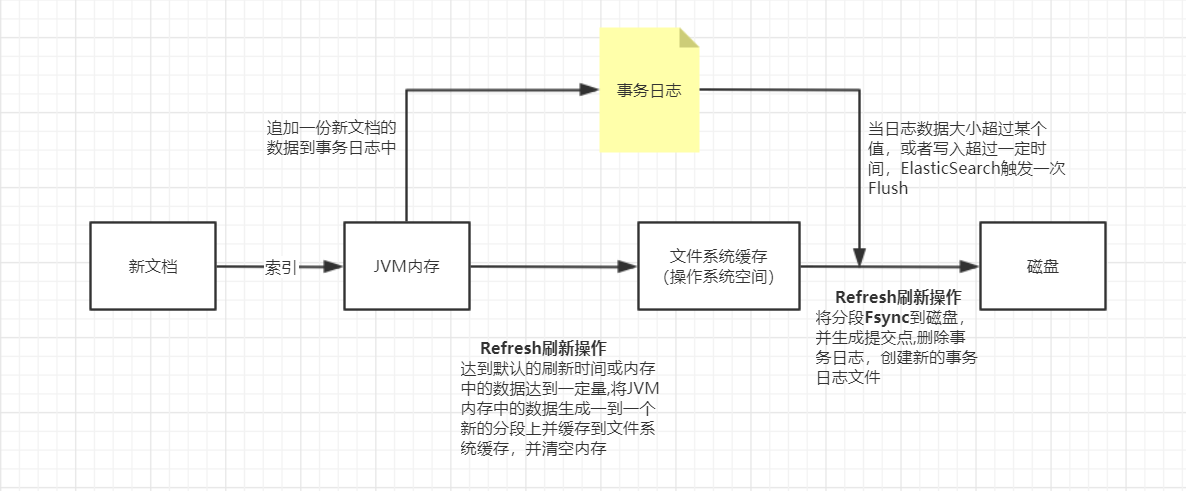 事务日志
追加一份新文档的
数据到事务日志中
当日志数据大小超过某个
值，或者写入超过一定时
间，ElasticSearch触发一次
Flush
新文档
索引
JVM内存
文件系统缓存
（操作系统空间）
磁盘
Refresh刷新操作
达到默认的刷新时间或内存
中的数据达到一定量,将JVM
内存中的数据生成一到一个
新的分段上并缓存到文件系
统缓存，并清空内存
Refresh刷新操作
将分段Fsync到磁盘，
并生成提交点,删除事
务日志，创建新的事务
日志文件